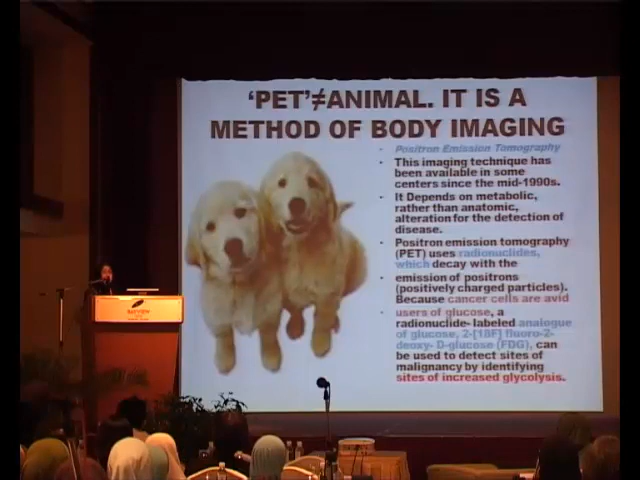 'PET'≠ANIMAL. IT IS A
METHOD OF BODY IMAGING
Positron Emission Tomography
This imaging technique has
been available in some
centers since the mid-1990s.
It Depends on metabolic,
rather than anatomic,
alteration for the detection of
disease.
Positron emission tomography
(PET) uses radionuclides,
which decay with the
emission of positrons
(positively charged particles).
Because cancer cells are avid
users of glucose, a
radionuclide- labeled analogue
of glucose, 2-[18F] fluoro-2-
deoxy- D-glucose (FDG), can
be used to detect sites of
malignancy by identifying
sites of increased glycolysis.